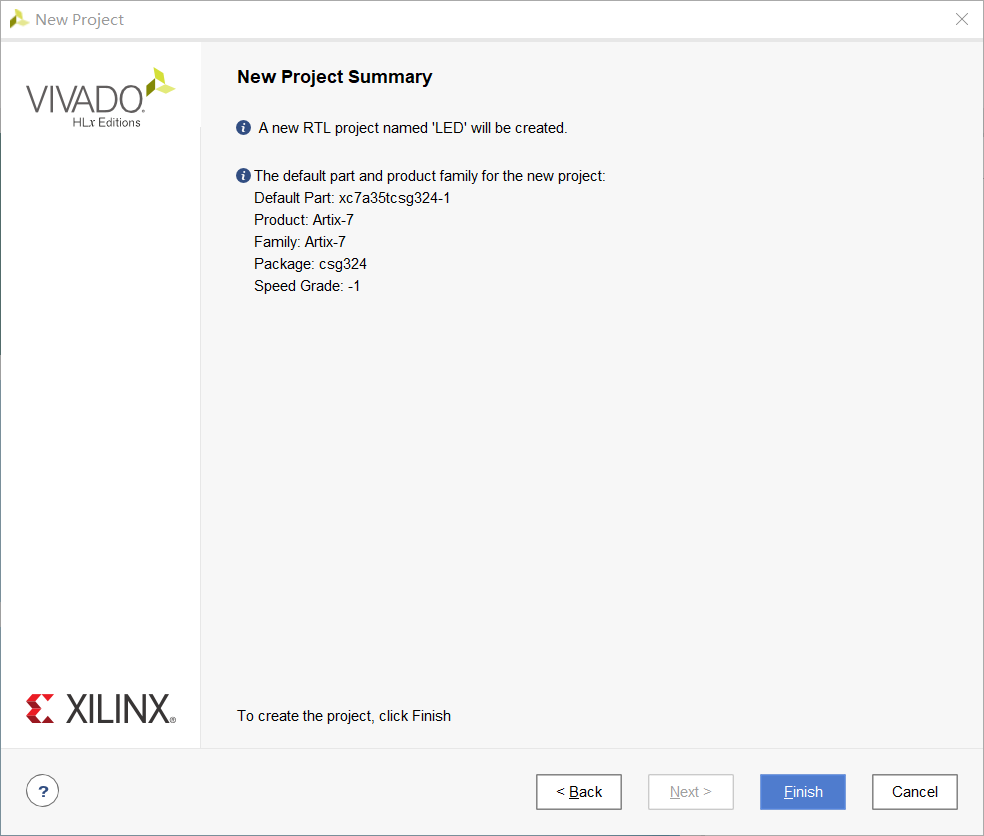 New Project
VIVADO
HLx Editions
New Project Summary
A new RTL project named 'LED' will be created.
The default part and product family for the new project:
Default Part: xc7a35tcsg324-1
Product: Artix-7
Family: Artix-7
Package: csg324
Speed Grade: -1
XILINX®
To create the project, click Finish
?
< Back
Next >
Finish
Cancel